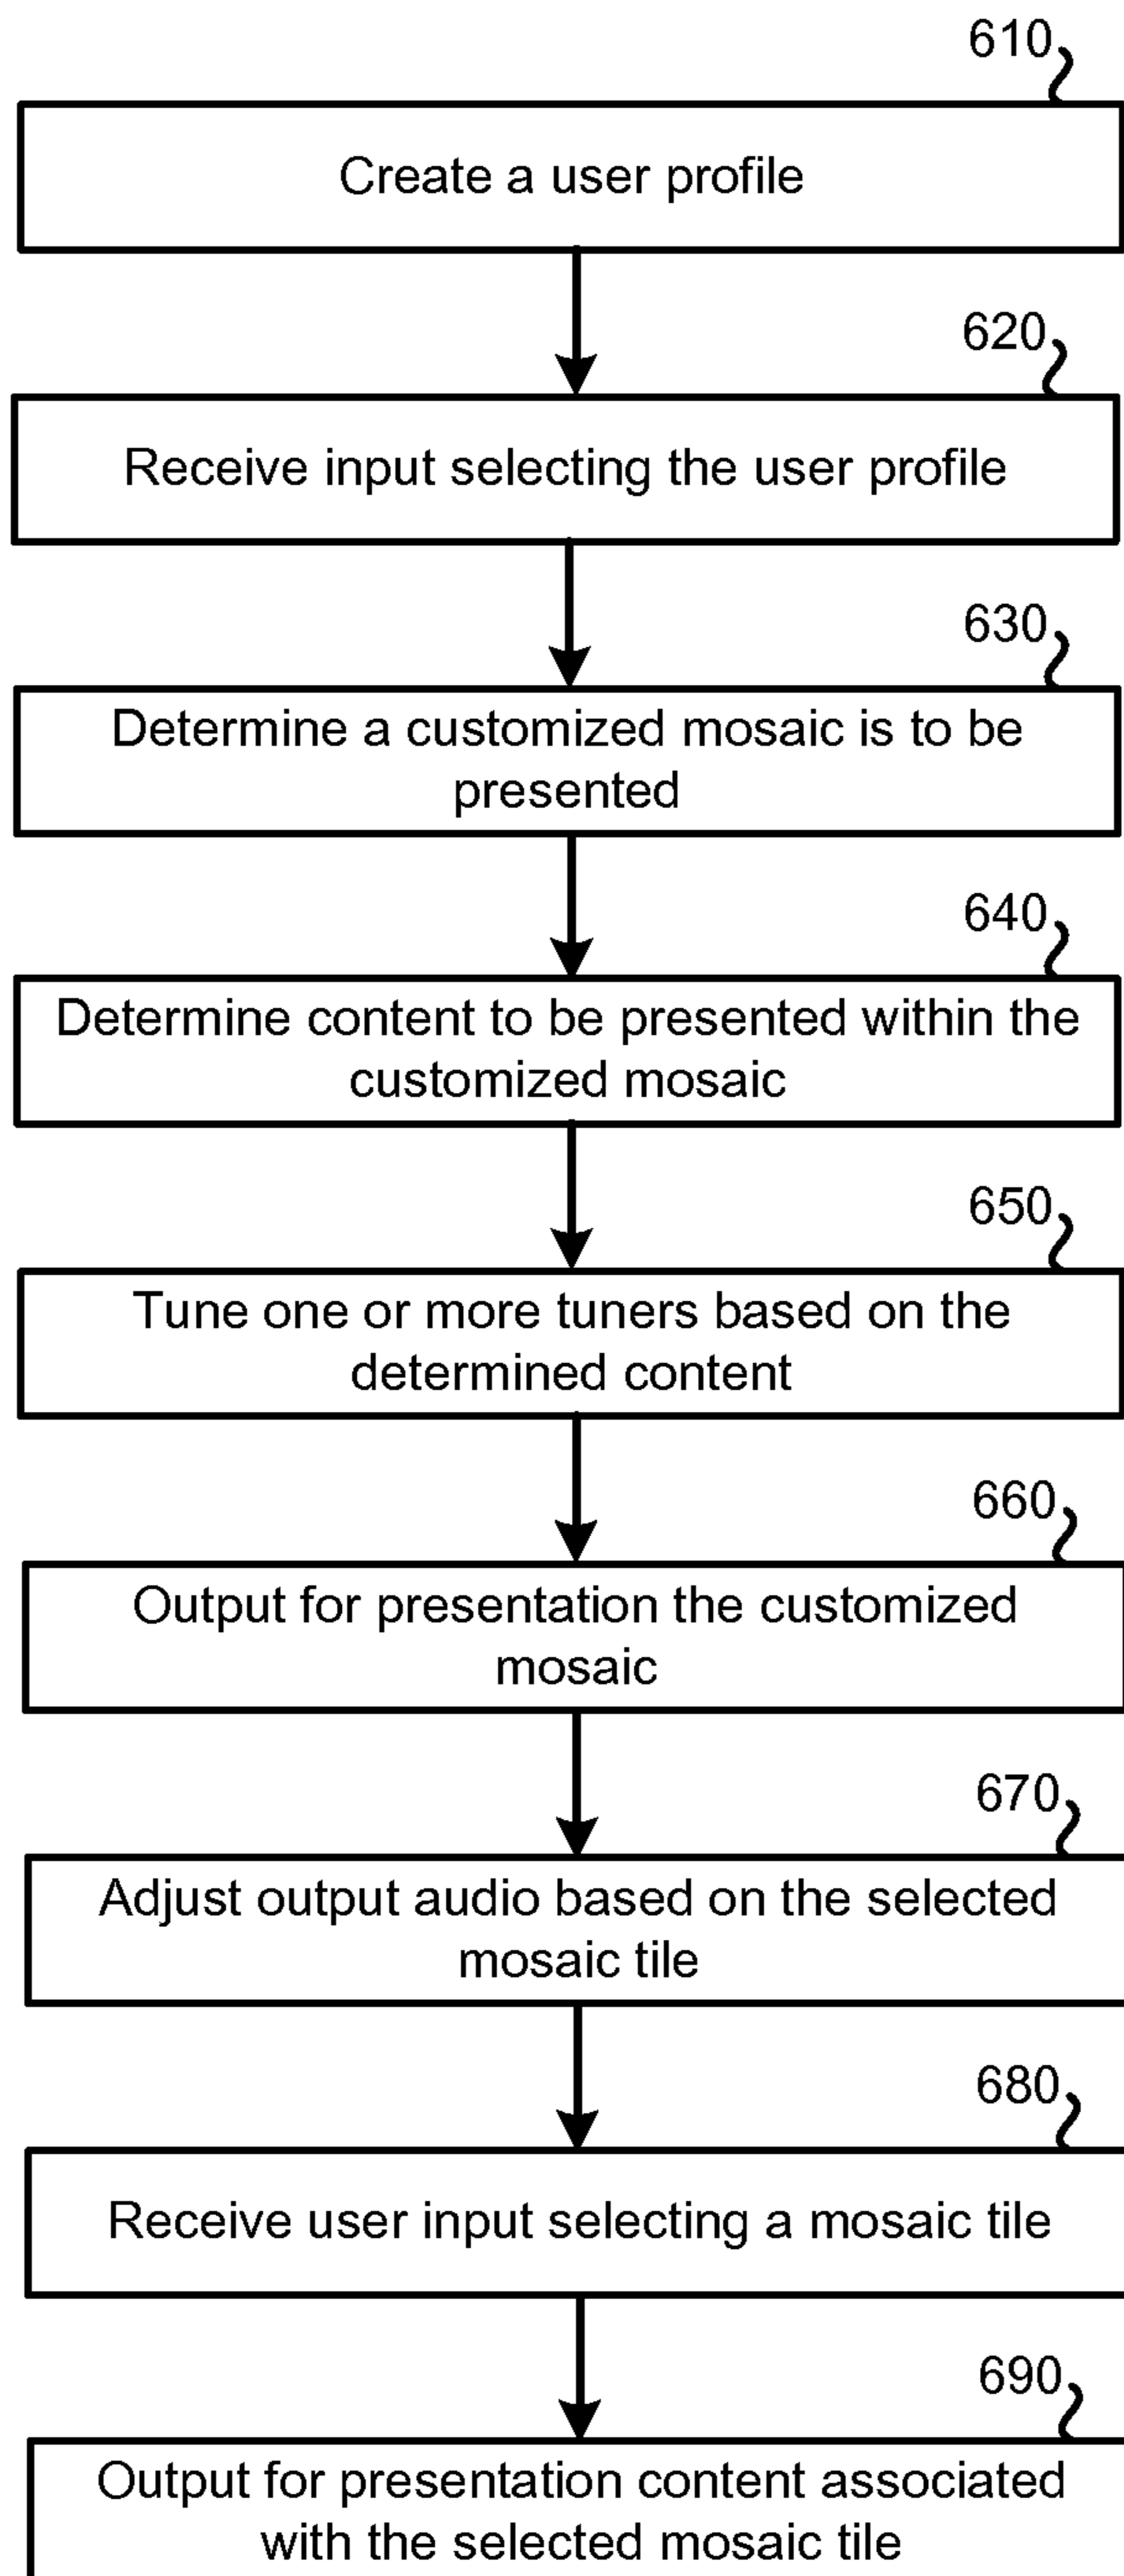 610
Create a user profile
620
Receive input selecting the user profile
630
Determine a customized mosaic is to be
presented
640
Determine content to be presented within the
customized mosaic
650
Tune one or more tuners based on the
determined content
660
Output for presentation the customized
mosaic
670
Adjust output audio based on the selected
mosaic tile
680
Receive user input selecting a mosaic tile
690
Output for presentation content associated
with the selected mosaic tile